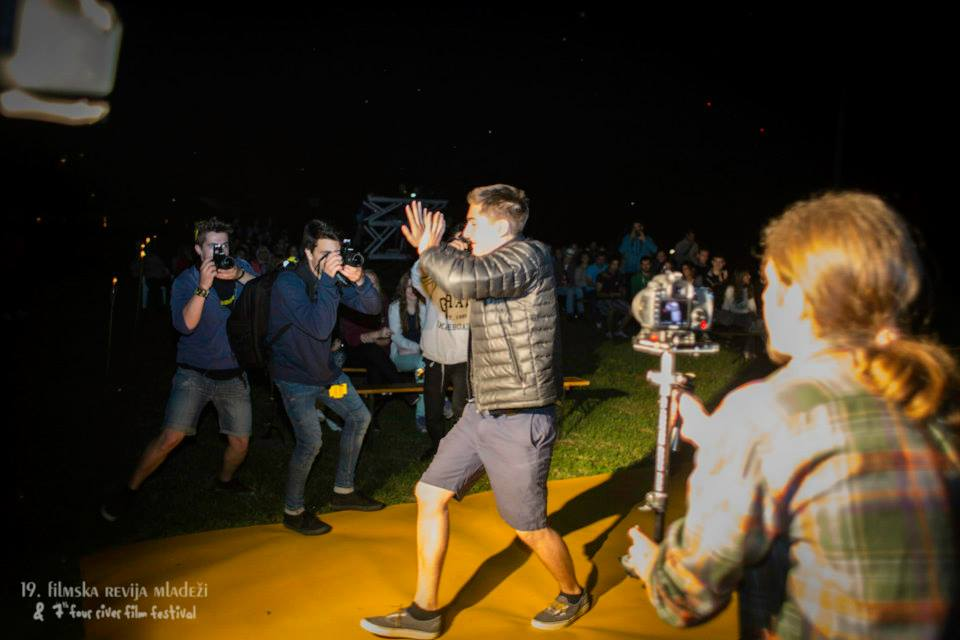 19. filmska revija mladeži
& 7th four river film festival